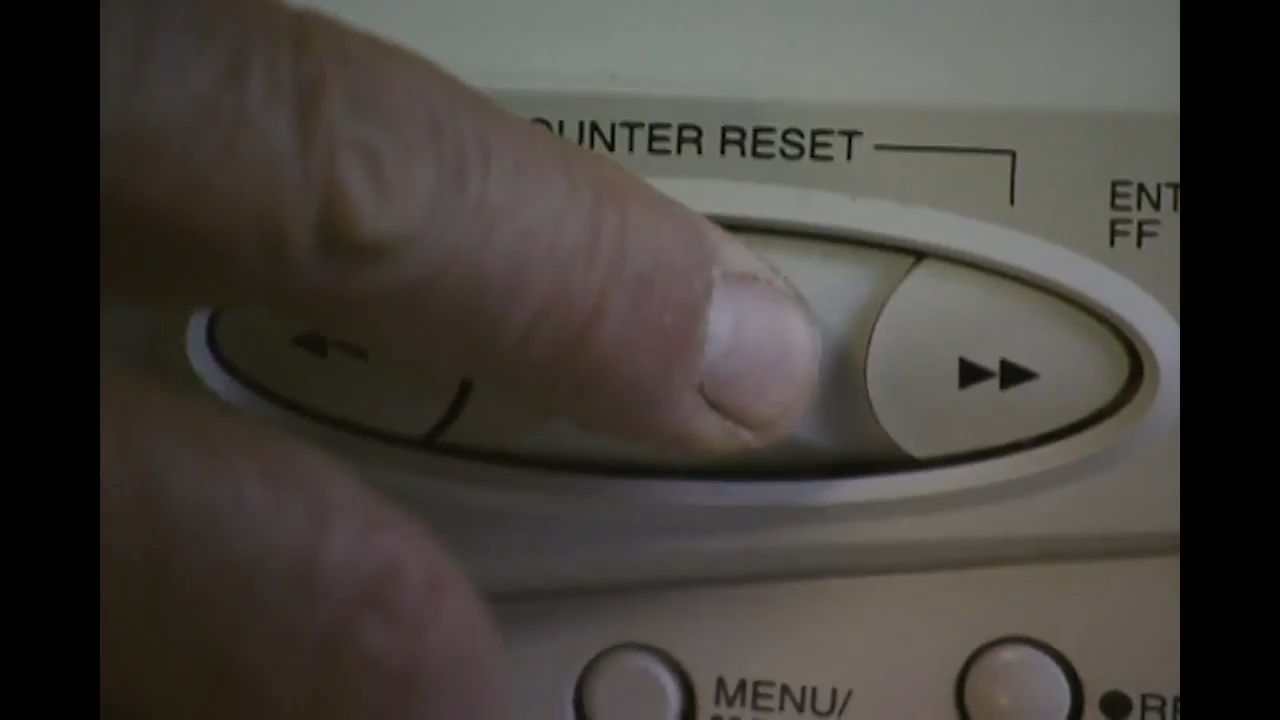 OUNTER RESET
ENT
FF
MENU/
●R